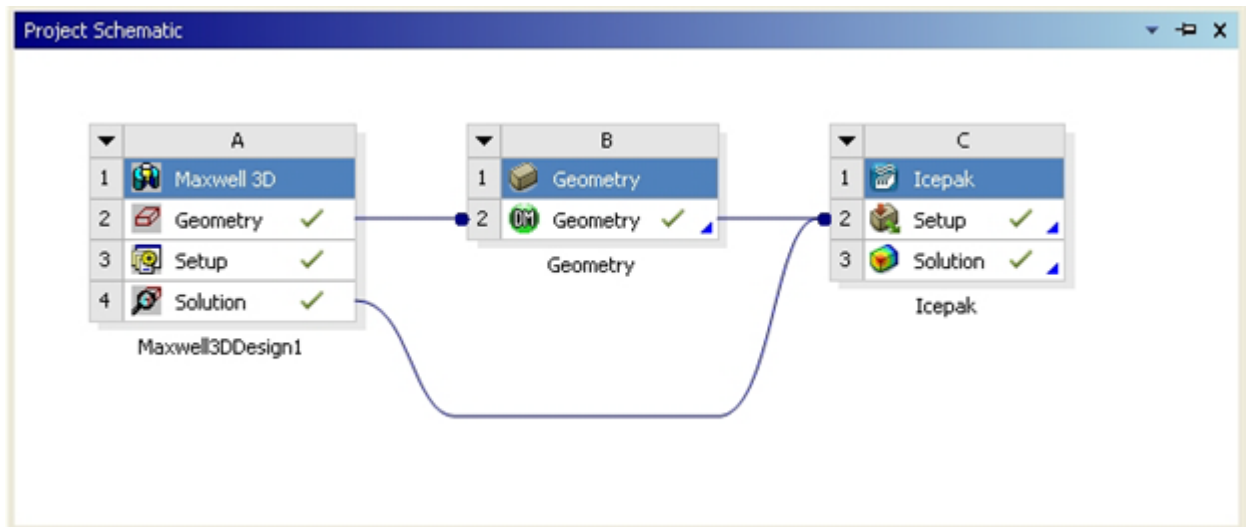 Project Schematic
A
1 Maxwell 3D
2 Geometry
3 Setup
4 Solution
Maxwell3DDesign1
B
1 Geometry
2 DM Geometry
Geometry
C
1 Icepak
2 Setup
3 Solution
Icepak